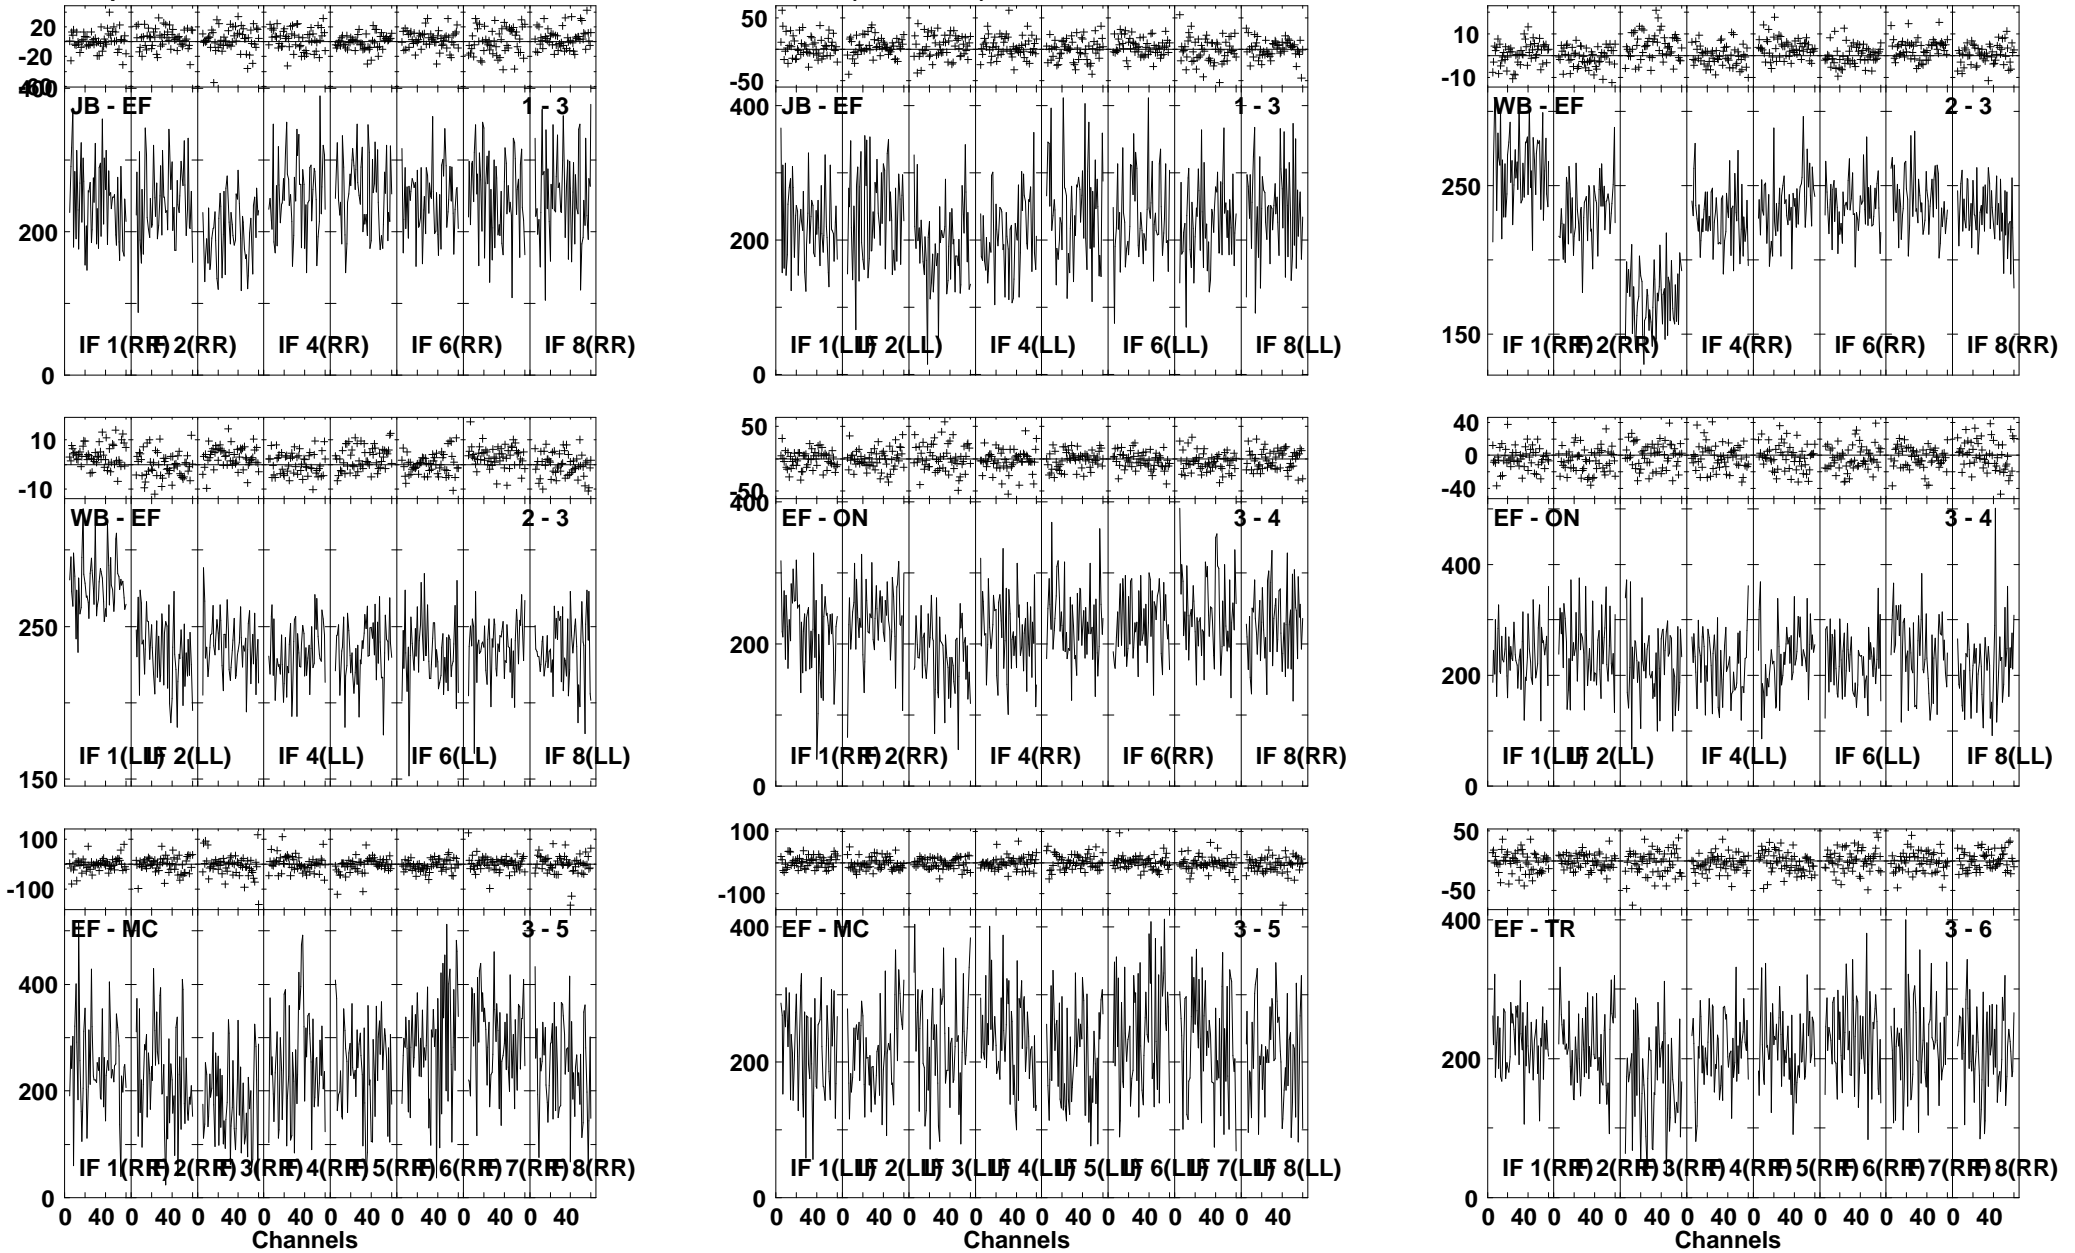 20
-20
-60
400
JB - EF 1 - 3
200
IF 1(RR) IF 2(RR) IF 4(RR) IF 6(RR) IF 8(RR)
0
50
-50
400
JB - EF 1 - 3
200
IF 1(LL) IF 2(LL) IF 4(LL) IF 6(LL) IF 8(LL)
0
10
-10
WB - EF 2 - 3
250
150
IF 1(RR) IF 2(RR) IF 4(RR) IF 6(RR) IF 8(RR)
10
-10
WB - EF 2 - 3
250
IF 1(LL) IF 2(LL) IF 4(LL) IF 6(LL) IF 8(LL)
150
50
-50
400
EF - ON 3 - 4
200
IF 1(RR) IF 2(RR) IF 4(RR) IF 6(RR) IF 8(RR)
0
40
0
-40
EF - ON 3 - 4
400
200
IF 1(LL) IF 2(LL) IF 4(LL) IF 6(LL) IF 8(LL)
0
100
-100
EF - MC 3 - 5
400
200
IF 1(RR) IF 2(RR) IF 3(RR) IF 4(RR) IF 5(RR) IF 6(RR) IF 7(RR) IF 8(RR)
0
0 40 0 40 0 40 0 40 0 40 0 40 0 40 0 40
Channels
100
-100
400
EF - MC 3 - 5
200
IF 1(LL) IF 2(LL) IF 3(LL) IF 4(LL) IF 5(LL) IF 6(LL) IF 7(LL) IF 8(LL)
0
0 40 0 40 0 40 0 40 0 40 0 40 0 40 0 40
50
-50
400
EF - TR 3 - 6
200
IF 1(RR) IF 2(RR) IF 3(RR) IF 4(RR) IF 5(RR) IF 6(RR) IF 7(RR) IF 8(RR)
0
0 40 0 40 0 40 0 40 0 40 0 40 0 40 0 40
Channels